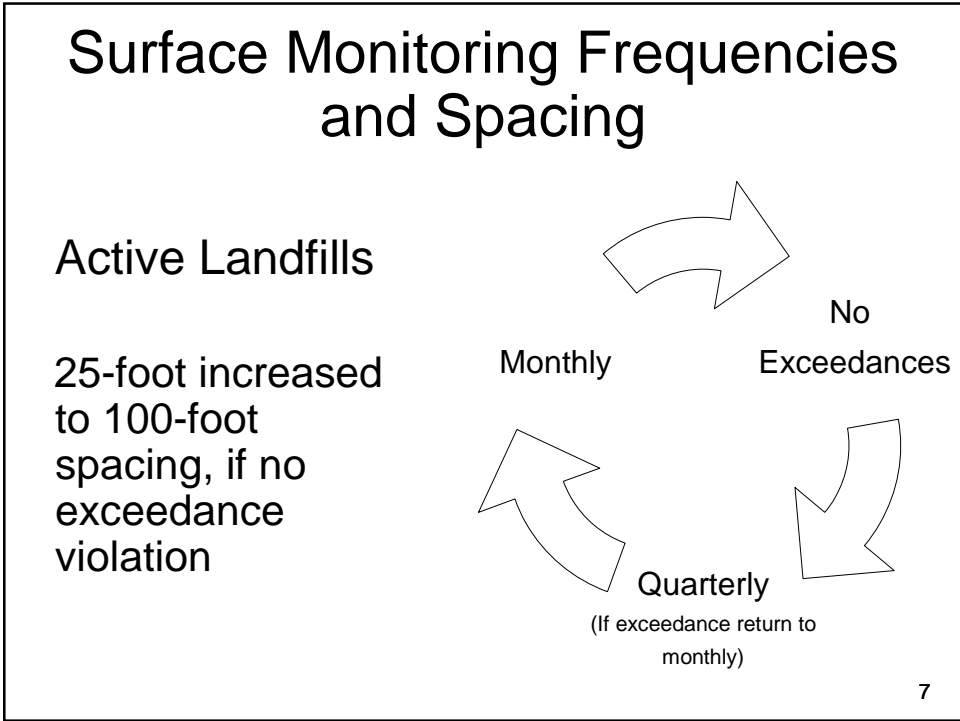 Surface Monitoring Frequencies
and Spacing
Active Landfills
25-foot increased
to 100-foot
spacing, if no
exceedance
violation
Monthly
No
Exceedances
Quarterly
(If exceedance return to
monthly)
7